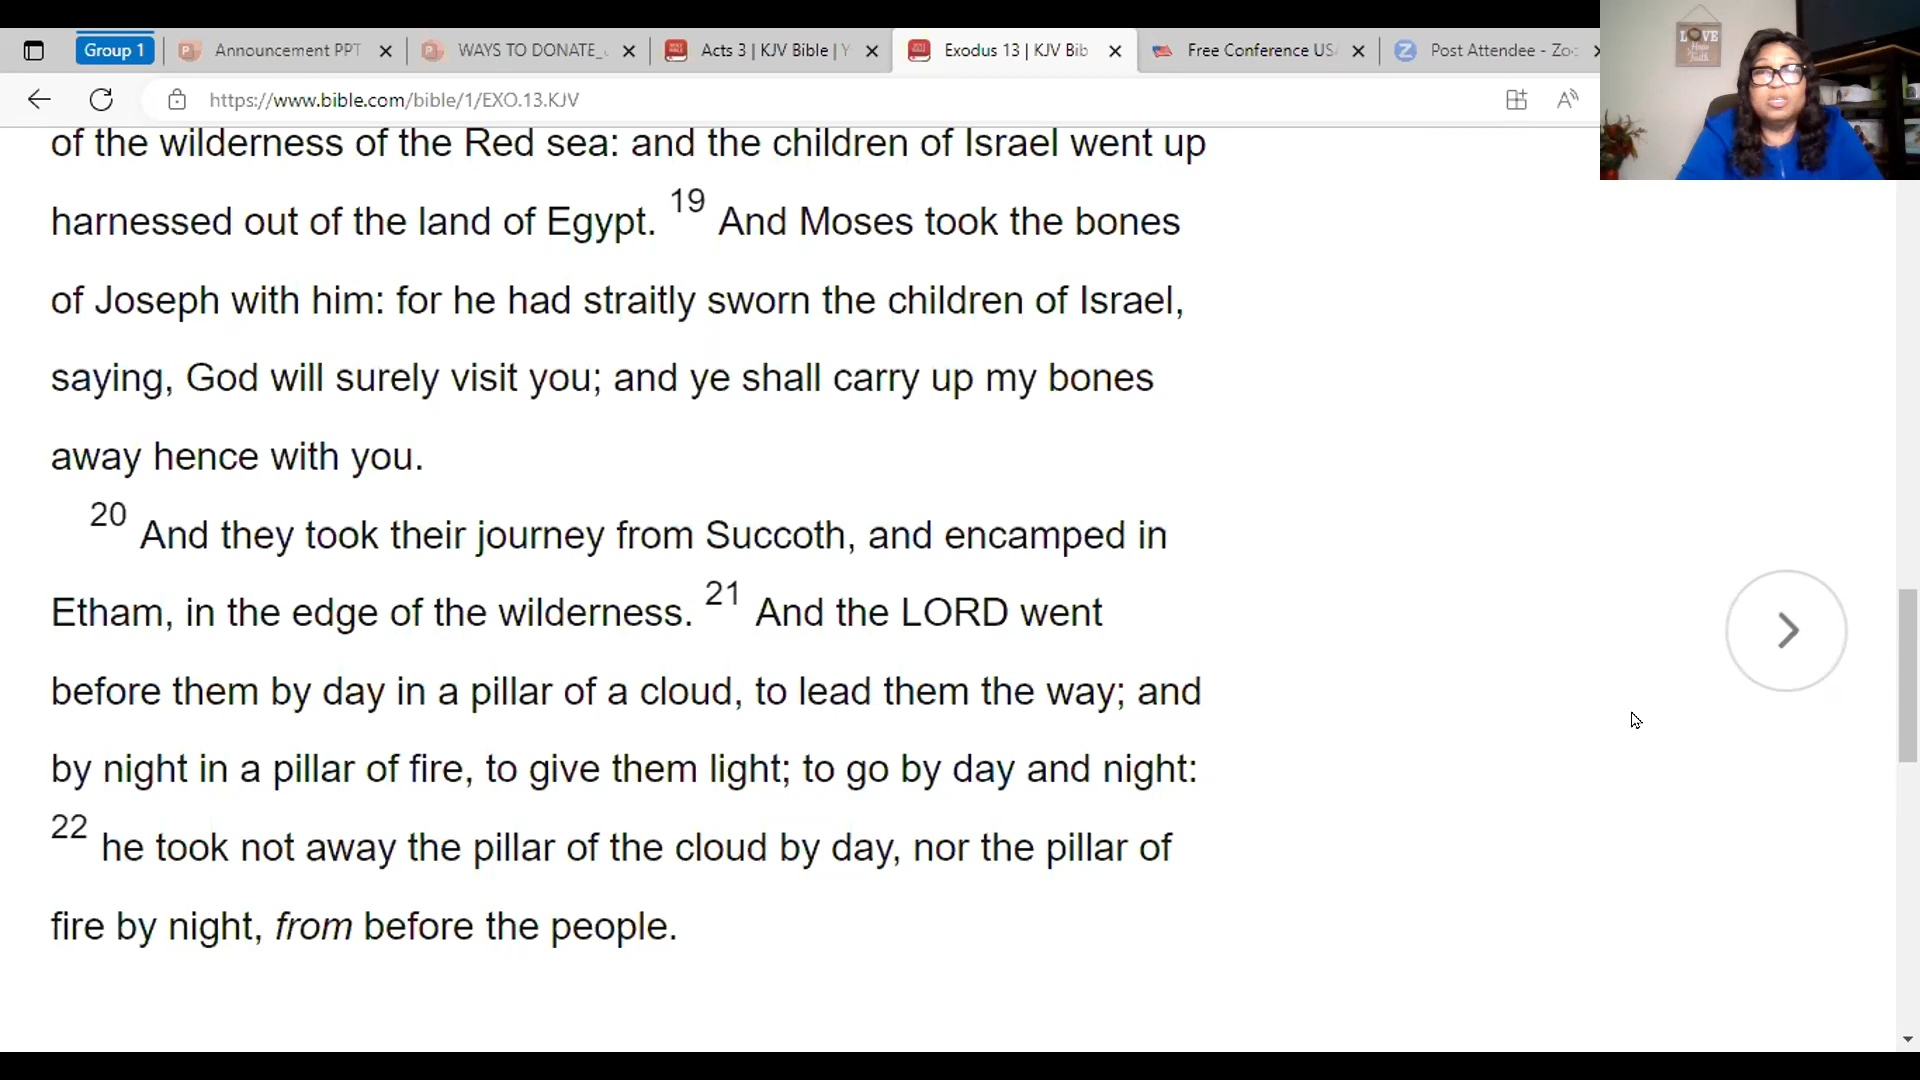 Group 1
Announcement PPT
WAYS TO DONATE_
Acts 3 | KJV Bible | Y
Exodus 13 | KJV Bib
Free Conference US
Post Attendee - Zo
https://www.bible.com/bible/1/EXO.13.KJV
LOVE
Hope
Faith
of the wilderness of the Red sea: and the children of Israel went up
harnessed out of the land of Egypt. 19 And Moses took the bones
of Joseph with him: for he had straitly sworn the children of Israel,
saying, God will surely visit you; and ye shall carry up my bones
away hence with you.
20 And they took their journey from Succoth, and encamped in
Etham, in the edge of the wilderness. 21 And the LORD went
before them by day in a pillar of a cloud, to lead them the way; and
by night in a pillar of fire, to give them light; to go by day and night:
22 he took not away the pillar of the cloud by day, nor the pillar of
fire by night, from before the people.